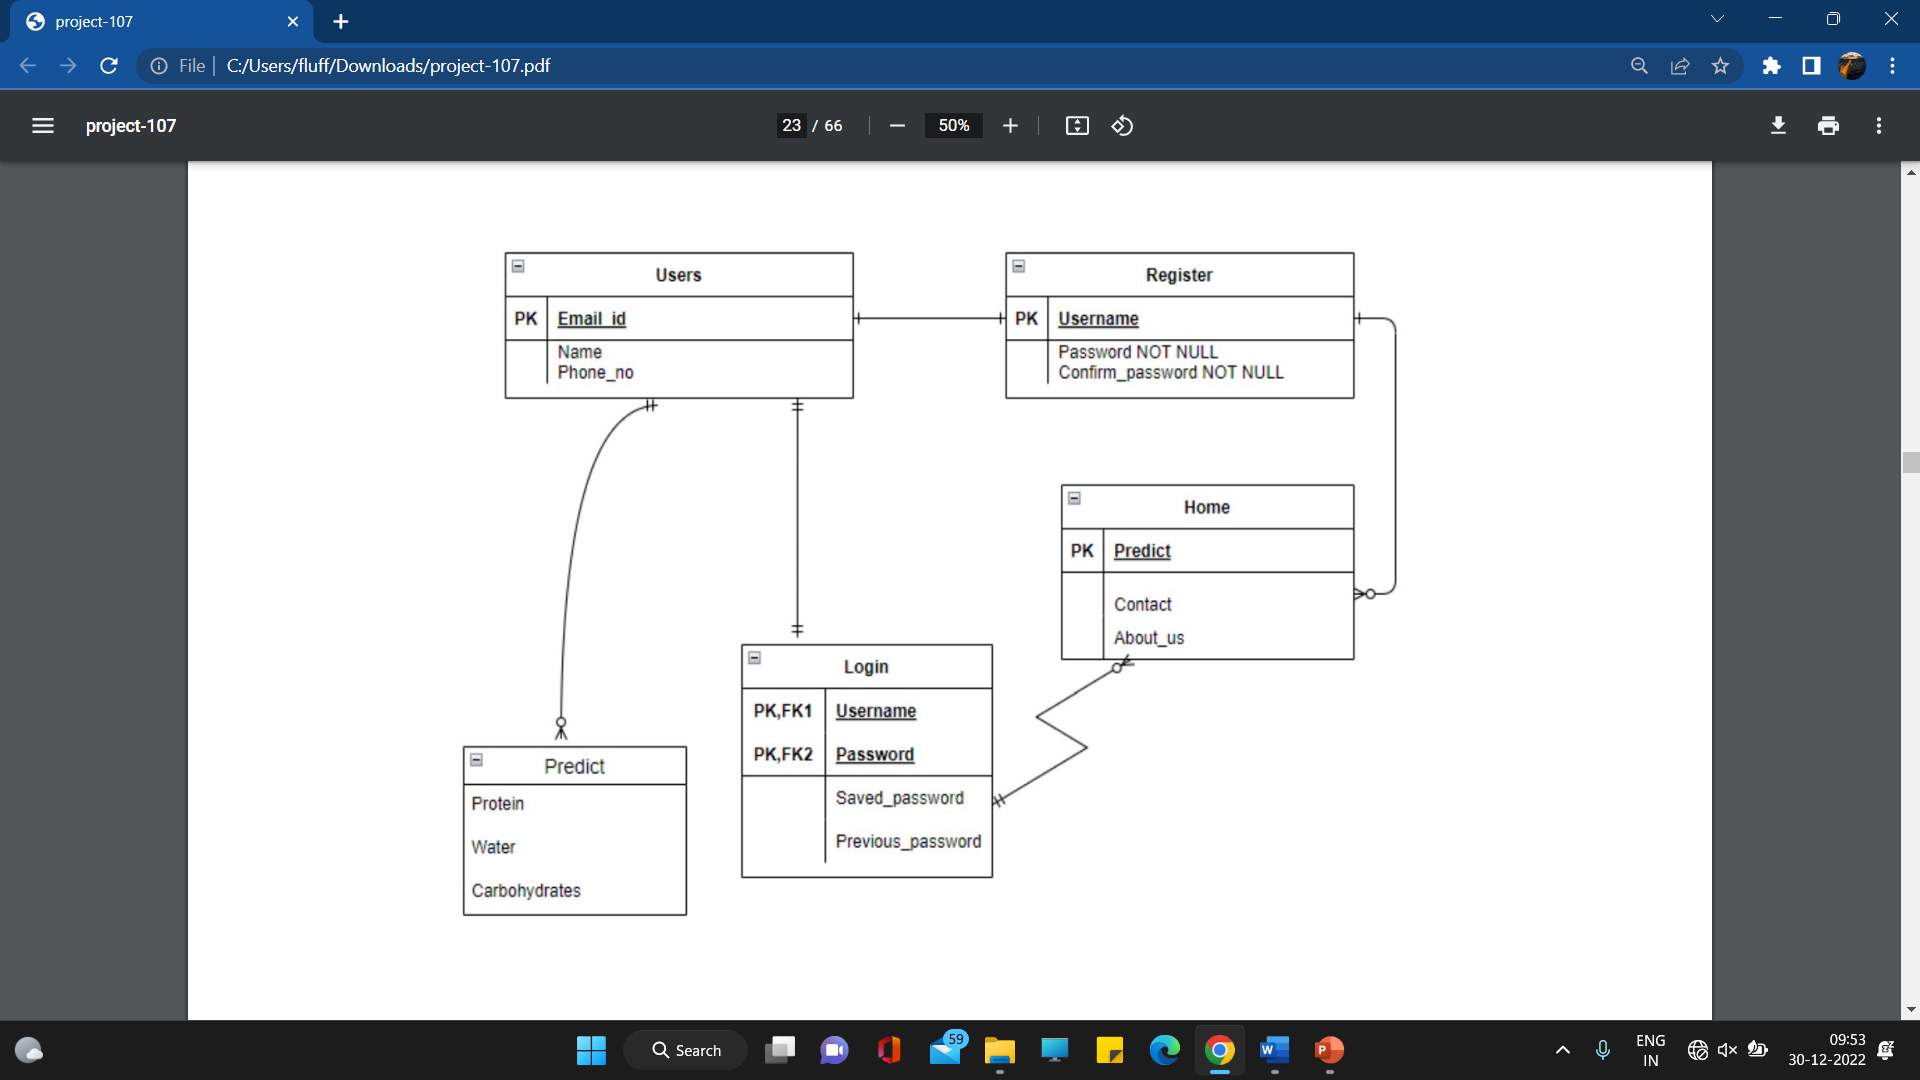 project-107
File | C:/Users/fluff/Downloads/project-107.pdf
project-107
23 / 66
50%
Users
PK Email_id
Name
Phone_no
Register
PK Username
Password NOT NULL
Confirm_password NOT NULL
Home
PK Predict
Contact
About_us
Login
PK,FK1 Username
PK,FK2 Password
Saved_password
Previous_password
Predict
Protein
Water
Carbohydrates
Search
59
ENG
IN
09:53
30-12-2022